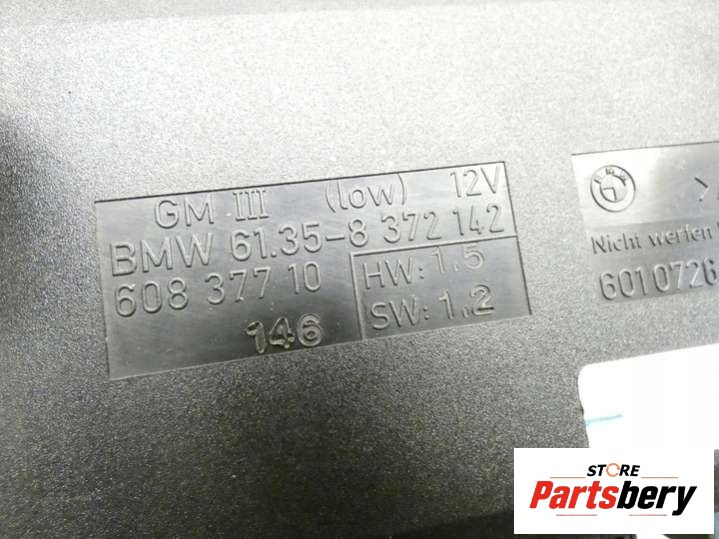 GM III (low) 12V
BMW 61.35-8 372 142
608 377 10
HW: 1.5
SW: 1.2
146
BMW
>
Nicht werfen
6010726
STORE
Partsbery